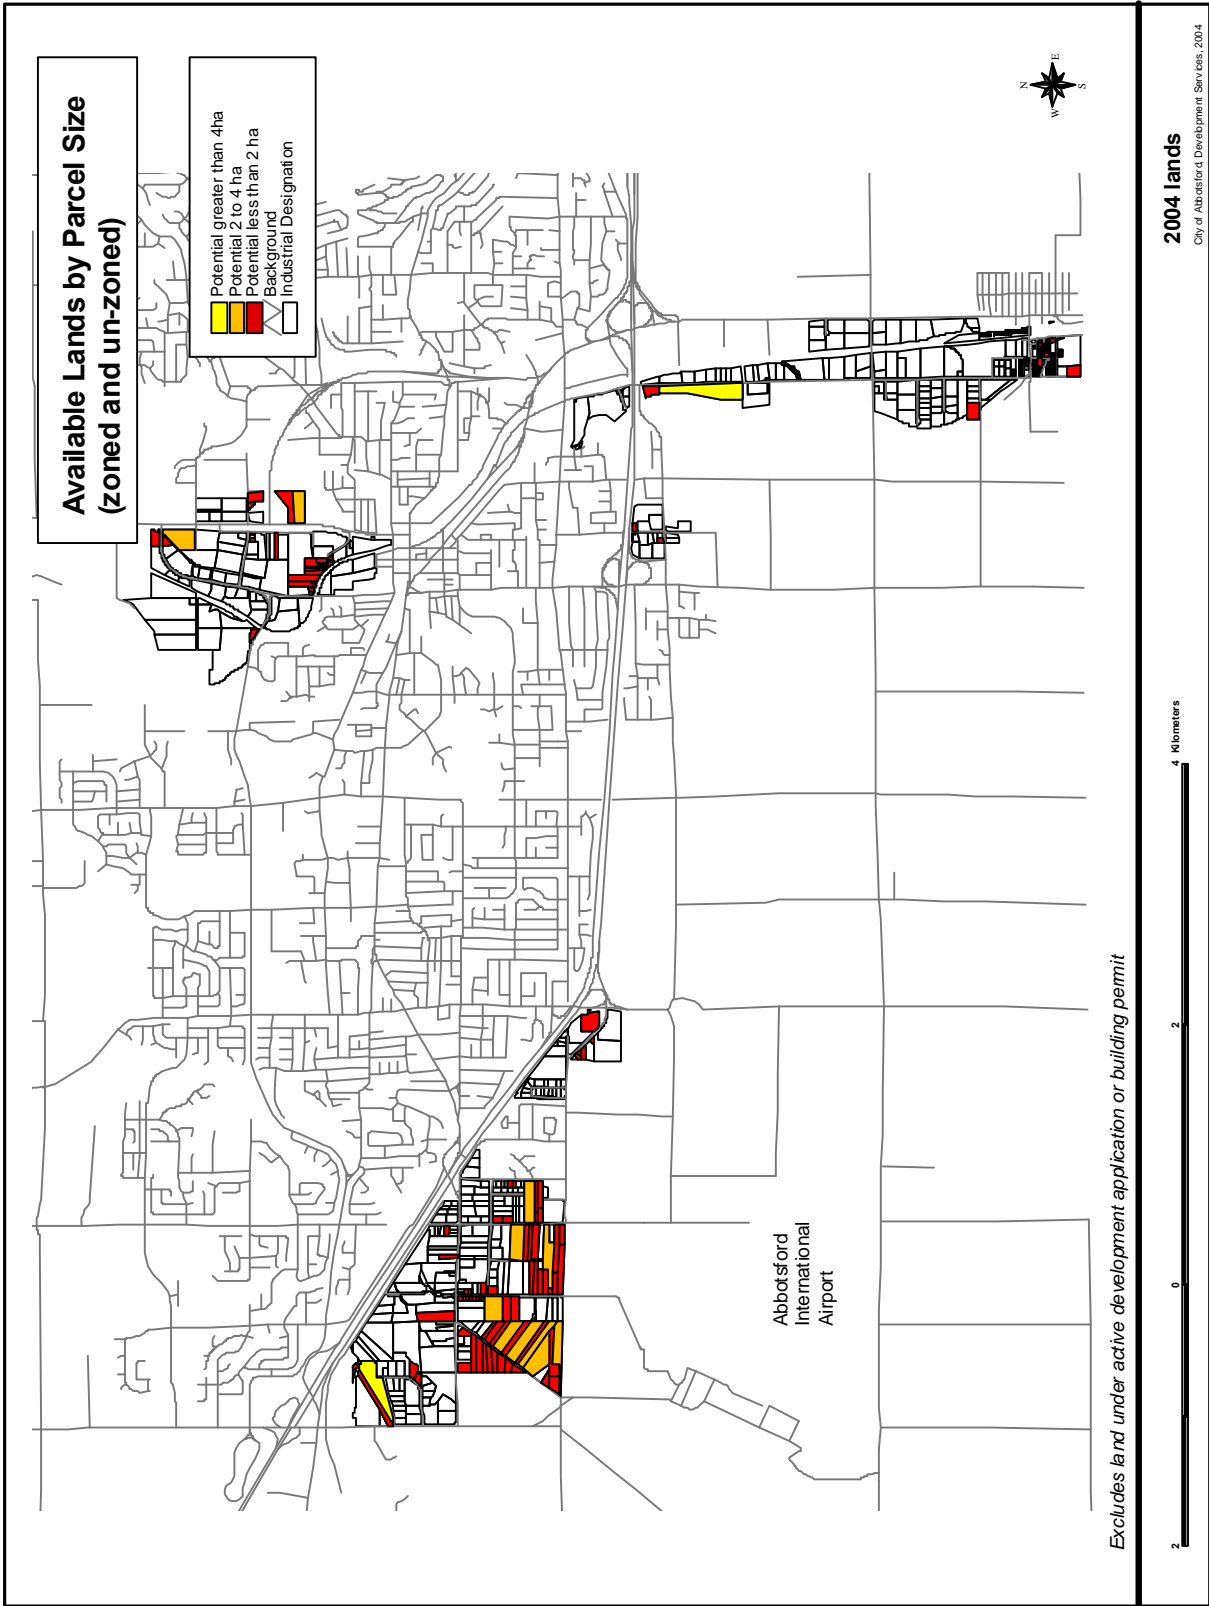 Available Lands by Parcel Size
(zoned and un-zoned)
Potential greater than 4ha
Potential 2 to 4 ha
Potential less than 2 ha
Background
Industrial Designation
N
E
S
W
Abbotsford
International
Airport
Excludes land under active development application or building permit
2 0 2 4 Kilometers
2004 lands
City of Abbotsford, Development Services, 2004